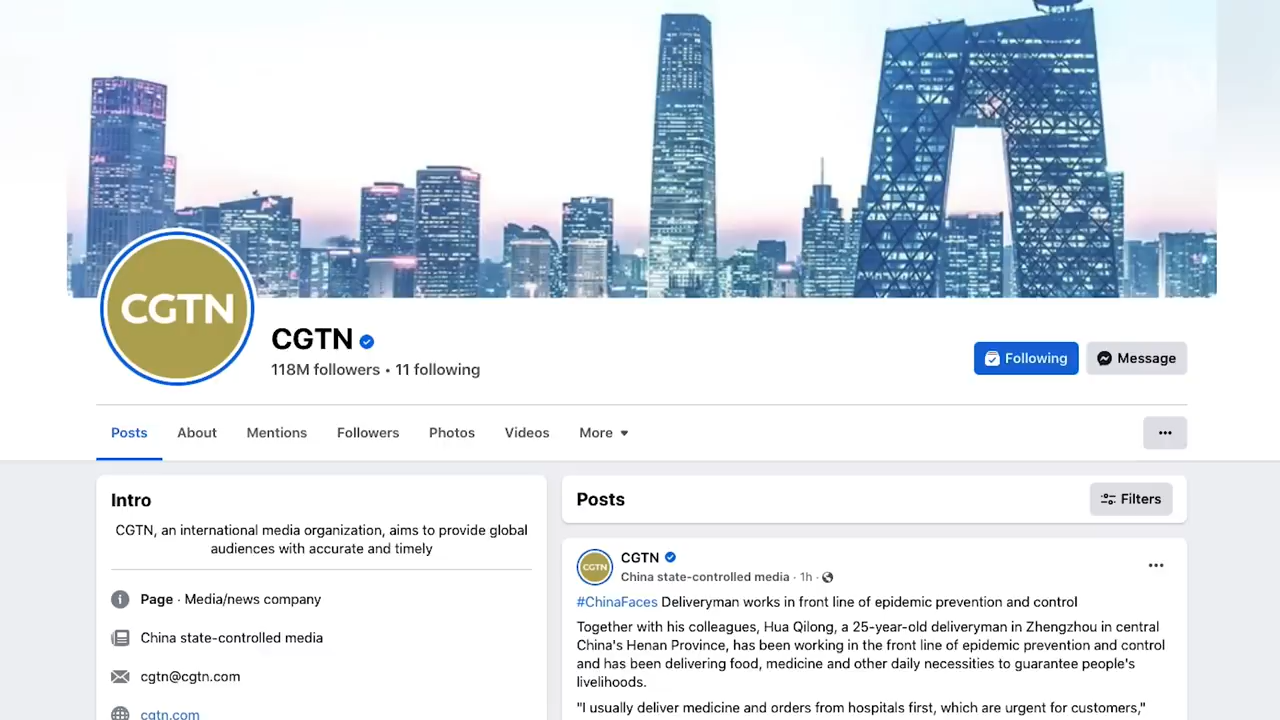 CGTN
CGTN
118M followers • 11 following
Following
Message
Posts
About
Mentions
Followers
Photos
Videos
More
Intro
CGTN, an international media organization, aims to provide global
audiences with accurate and timely
Page · Media/news company
China state-controlled media
cgtn@cgtn.com
cgtn.com
Posts
Filters
CGTN
CGTN
China state-controlled media · 1h ·
#ChinaFaces Deliveryman works in front line of epidemic prevention and control
Together with his colleagues, Hua Qilong, a 25-year-old deliveryman in Zhengzhou in central
China's Henan Province, has been working in the front line of epidemic prevention and control
and has been delivering food, medicine and other daily necessities to guarantee people's
livelihoods.
"I usually deliver medicine and orders from hospitals first, which are urgent for customers,"